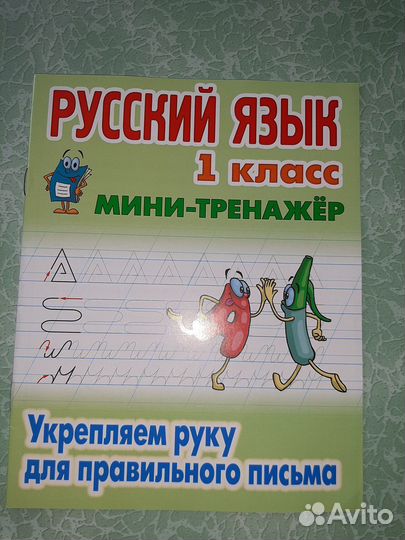 РУССКИЙ ЯЗЫК
1 класс
МИНИ-ТРЕНАЖЁР
Укрепляем руку
для правильного письма
Avito